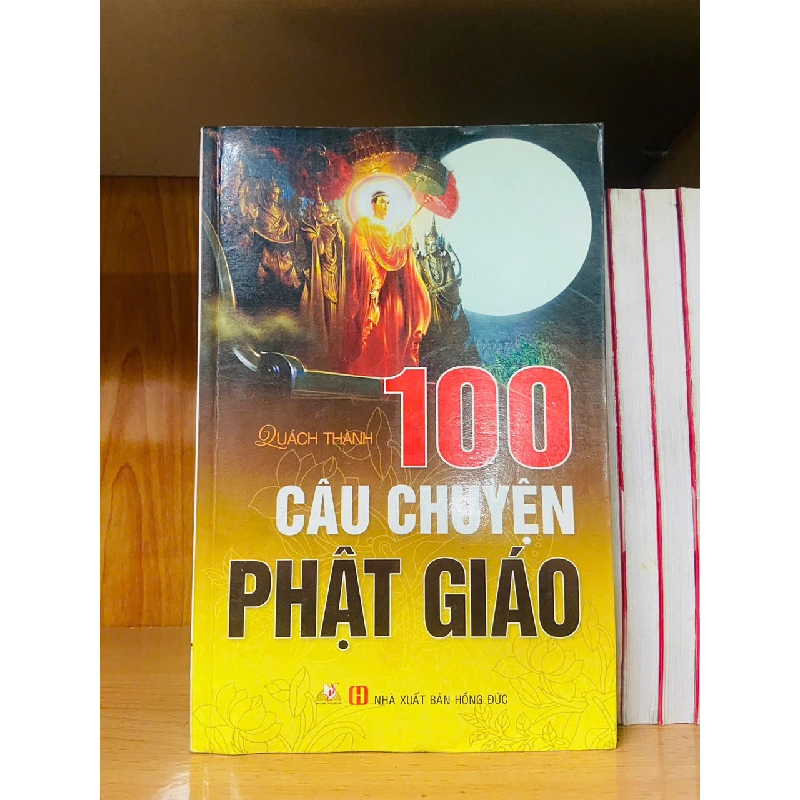 100
QUÁCH THÀNH
CÂU CHUYỆN
PHẬT GIÁO
H
NHÀ XUẤT BẢN HỒNG ĐỨC